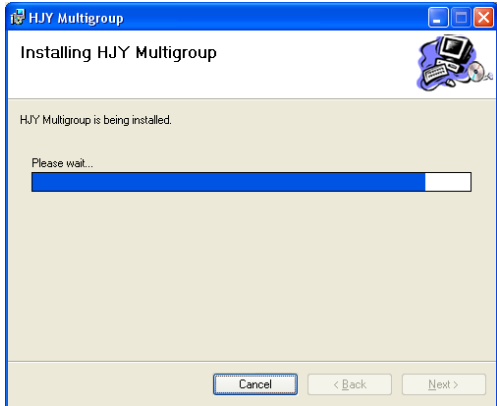 HJY Multigroup
Installing HJY Multigroup
HJY Multigroup is being installed.
Please wait...
Cancel
< Back
Next >